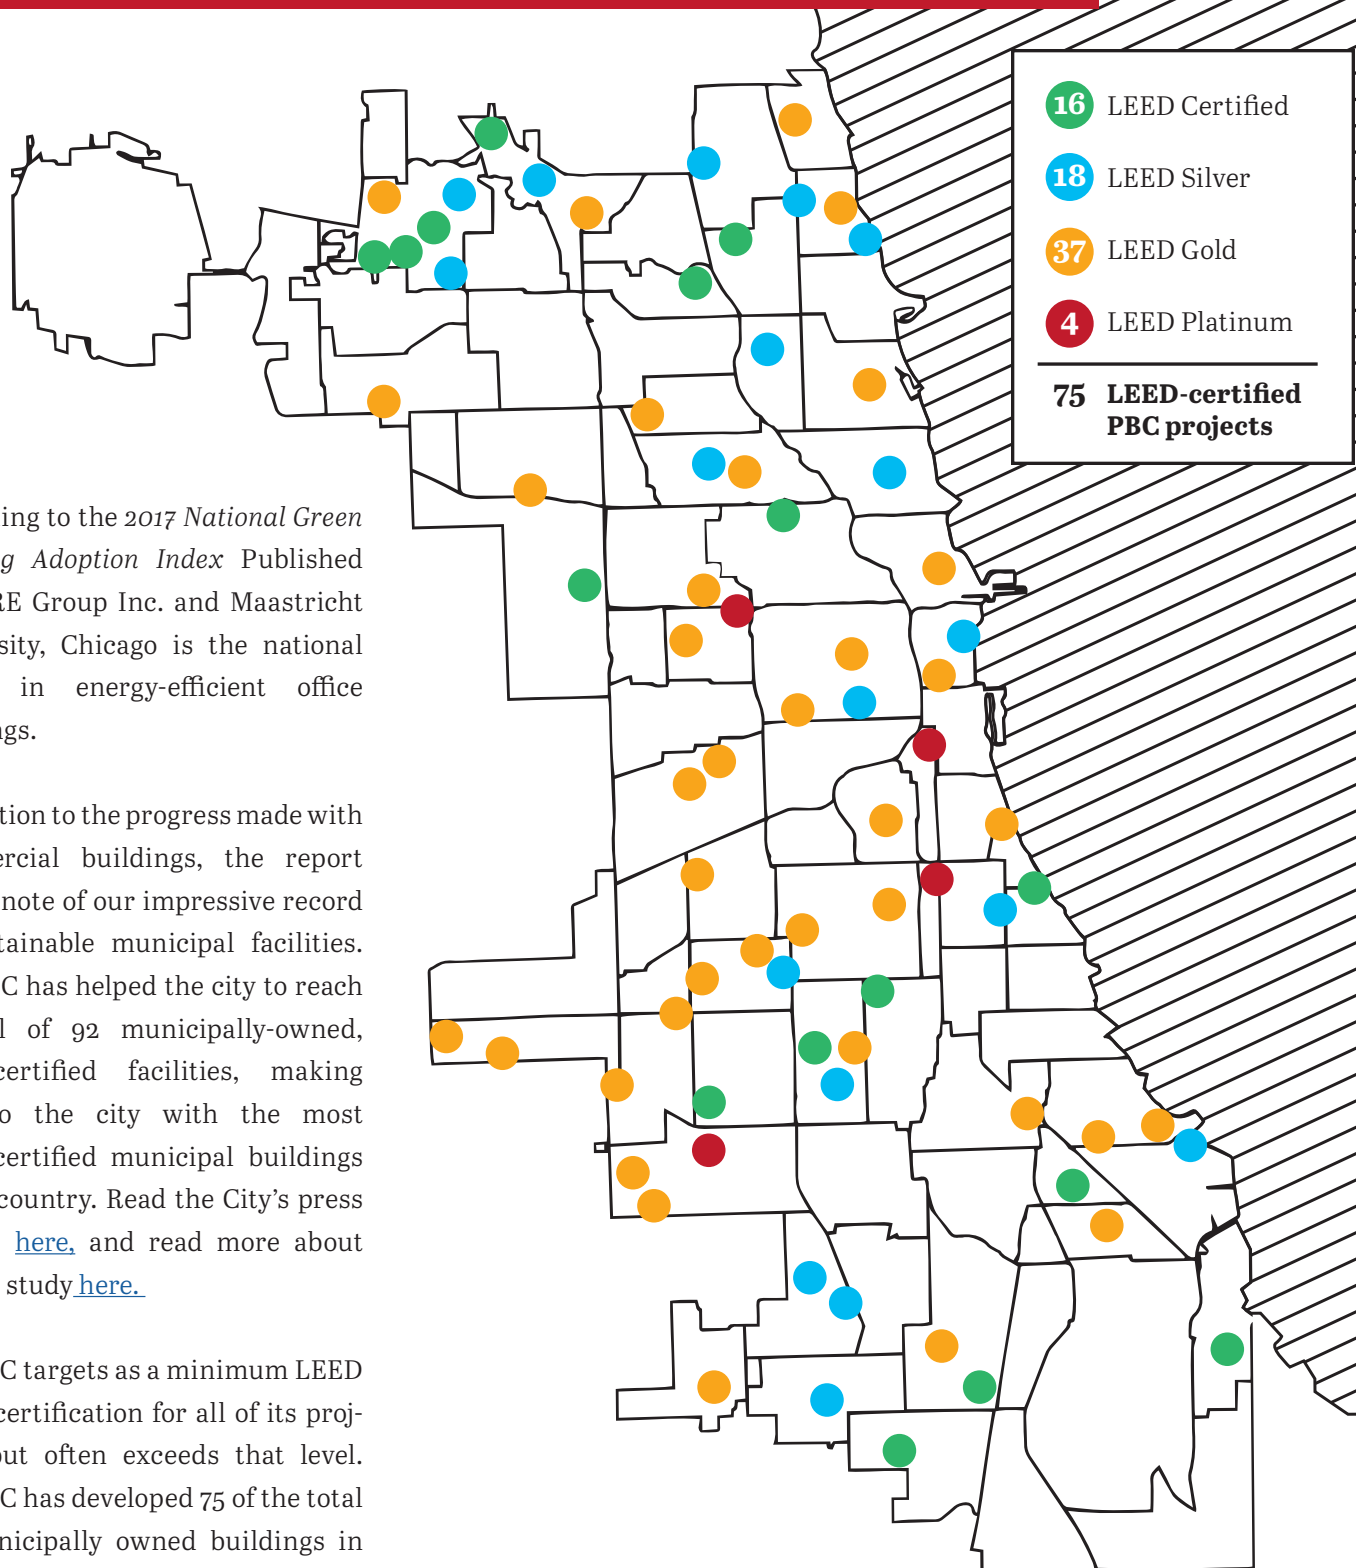 16 LEED Certified
18 LEED Silver
37 LEED Gold
4 LEED Platinum
75 LEED-certified
PBC projects
ing to the 2017 National Green
g Adoption Index Published
RE Group Inc. and Maastricht
sity, Chicago is the national
in energy-efficient office
ngs.
tion to the progress made with
ercial buildings, the report
note of our impressive record
tainable municipal facilities.
C has helped the city to reach
l of 92 municipally-owned,
certified facilities, making
o the city with the most
certified municipal buildings
country. Read the City’s press
here, and read more about
study here.
C targets as a minimum LEED
certification for all of its proj-
out often exceeds that level.
C has developed 75 of the total
nicipally owned buildings in